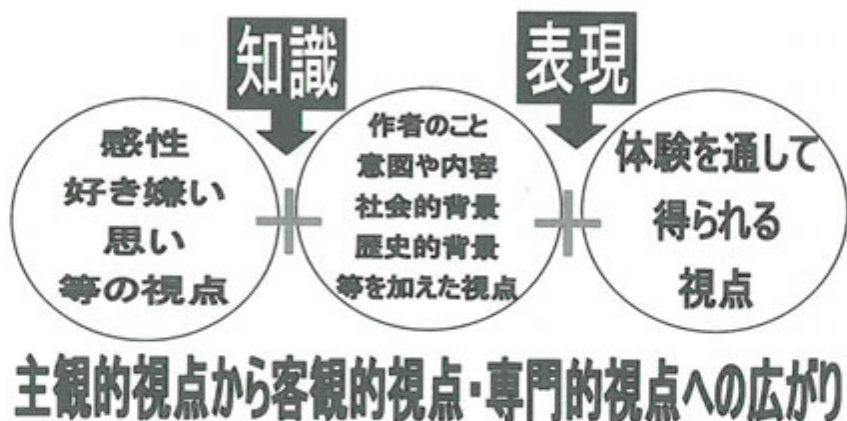 知識
表現
感性
好き嫌い
思い
等の視点
作者のこと
意図や内容
社会的背景
歴史的背景
等を加えた視点
体験を通して
得られる
視点
主観的視点から客観的視点・専門的視点への広がり